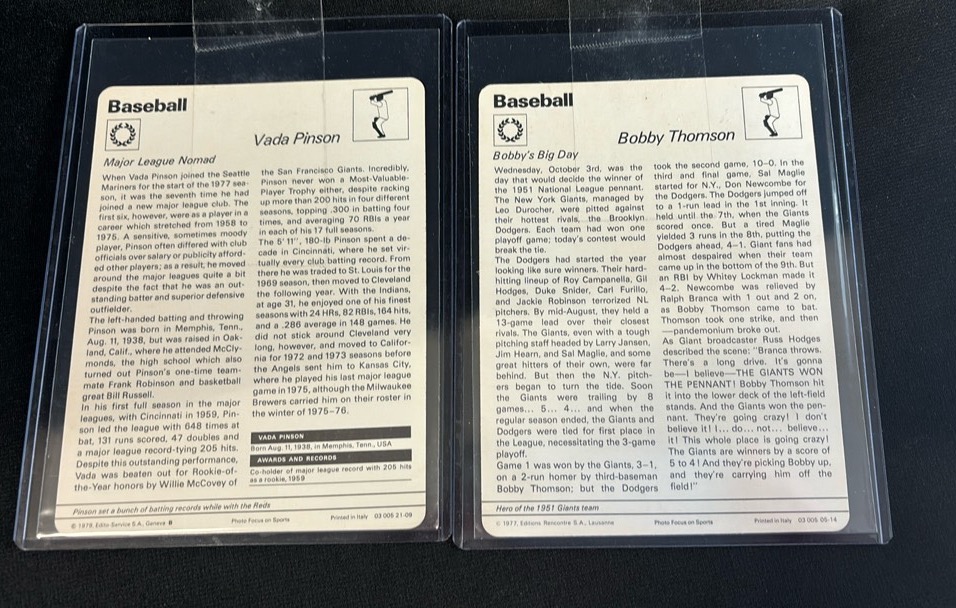 Baseball
Vada Pinson
Major League Nomad
When Vada Pinson joined the Seattle
Mariners for the start of the 1977 sea-
son, it was the seventh time he had
joined a new major league club. The
first six, however, were as a player in a
career which stretched from 1958 to
1975. A sensitive, sometimes moody
player, Pinson often differed with club
officials over salary or publicity afford-
ed other players; as a result, he moved
around the major leagues quite a bit
despite the fact that he was an out-
standing batter and superior defensive
outfielder.
The left-handed batting and throwing
Pinson was born in Memphis, Tenn.,
Aug. 11, 1938, but was raised in Oak-
land, Calif., where he attended McCly-
monds, the high school which also
turned out Pinson's one-time team-
mate Frank Robinson and basketball
great Bill Russell.
In his first full season in the major
leagues, with Cincinnati in 1959, Pin-
son led the league with 648 times at
bat, 131 runs scored, 47 doubles and
a major league record-tying 205 hits.
Despite this outstanding performance,
Vada was beaten out for Rookie-of-
the-Year honors by Willie McCovey of
the San Francisco Giants. Incredibly,
Pinson never won a Most-Valuable-
Player Trophy either, despite racking
up more than 200 hits in four different
seasons, topping .300 in batting four
times, and averaging 70 RBIs a year
in each of his 17 full seasons.
The 5'11", 180-lb Pinson spent a de-
cade in Cincinnati, where he set vir-
tually every club batting record. From
there he was traded to St. Louis for the
1969 season, then moved to Cleveland
the following year. With the Indians,
at age 31, he enjoyed one of his finest
seasons with 24 HRs, 82 RBIs, 164 hits,
and a .286 average in 148 games. He
did not stick around Cleveland very
long, however, and moved to Califor-
nia for 1972 and 1973 seasons before
the Angels sent him to Kansas City,
where he played his last major league
game in 1975, although the Milwaukee
Brewers carried him on their roster in
the winter of 1975-76.
VADA PINSON
Born Aug. 11, 1938, in Memphis, Tenn., USA
AWARDS AND RECORDS
Co-holder of major league record with 205 hits
as a rookie, 1959
Pinson set a bunch of batting records while with the Reds
© 1978, Edito-Service S.A., Geneva B Photo Focus on Sports Printed in Italy 03 005 21-09
Baseball
Bobby Thomson
Bobby's Big Day
Wednesday, October 3rd, was the
day that would decide the winner of
the 1951 National League pennant.
The New York Giants, managed by
Leo Durocher, were pitted against
their hottest rivals, the Brooklyn
Dodgers. Each team had won one
playoff game; today's contest would
break the tie.
The Dodgers had started the year
looking like sure winners. Their hard-
hitting lineup of Roy Campanella, Gil
Hodges, Duke Snider, Carl Furillo,
and Jackie Robinson terrorized NL
pitchers. By mid-August, they held a
13-game lead over their closest
rivals. The Giants, even with a tough
pitching staff headed by Larry Jansen,
Jim Hearn, and Sal Maglie, and some
great hitters of their own, were far
behind. But then the N.Y. pitch-
ers began to turn the tide. Soon
the Giants were trailing by 8
games... 5... 4... and when the
regular season ended, the Giants and
Dodgers were tied for first place in
the League, necessitating the 3-game
playoff.
Game 1 was won by the Giants, 3-1,
on a 2-run homer by third-baseman
Bobby Thomson; but the Dodgers
took the second game, 10-0. In the
third and final game, Sal Maglie
started for N.Y., Don Newcombe for
the Dodgers. The Dodgers jumped off
to a 1-run lead in the 1st inning. It
held until the 7th, when the Giants
scored once. But a tired Maglie
yielded 3 runs in the 8th, putting the
Dodgers ahead, 4-1. Giant fans had
almost despaired when their team
came up in the bottom of the 9th. But
an RBI by Whitey Lockman made it
4-2. Newcombe was relieved by
Ralph Branca with 1 out and 2 on,
as Bobby Thomson came to bat.
Thomson took one strike, and then
—pandemonium broke out.
As Giant broadcaster Russ Hodges
described the scene: "Branca throws.
There's a long drive. It's gonna
be—I believe—THE GIANTS WON
THE PENNANT! Bobby Thomson hit
it into the lower deck of the left-field
stands. And the Giants won the pen-
nant. They're going crazy! I don't
believe it! I... do... not... believe...
it! This whole place is going crazy!
The Giants are winners by a score of
5 to 4! And they're picking Bobby up,
and they're carrying him off the
field!"
Hero of the 1951 Giants team
© 1977, Editions Rencontre S.A., Lausanne Photo Focus on Sports Printed in Italy 03 005 05-14